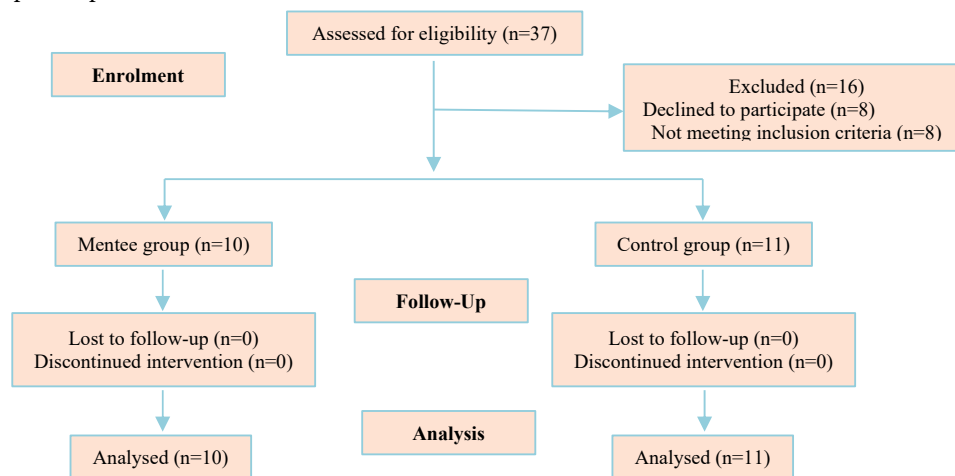 Assessed for eligibility (n=37)
Enrolment
Excluded (n=16)
Declined to participate (n=8)
Not meeting inclusion criteria (n=8)
Mentee group (n=10)
Control group (n=11)
Follow-Up
Lost to follow-up (n=0)
Discontinued intervention (n=0)
Lost to follow-up (n=0)
Discontinued intervention (n=0)
Analysis
Analysed (n=10)
Analysed (n=11)